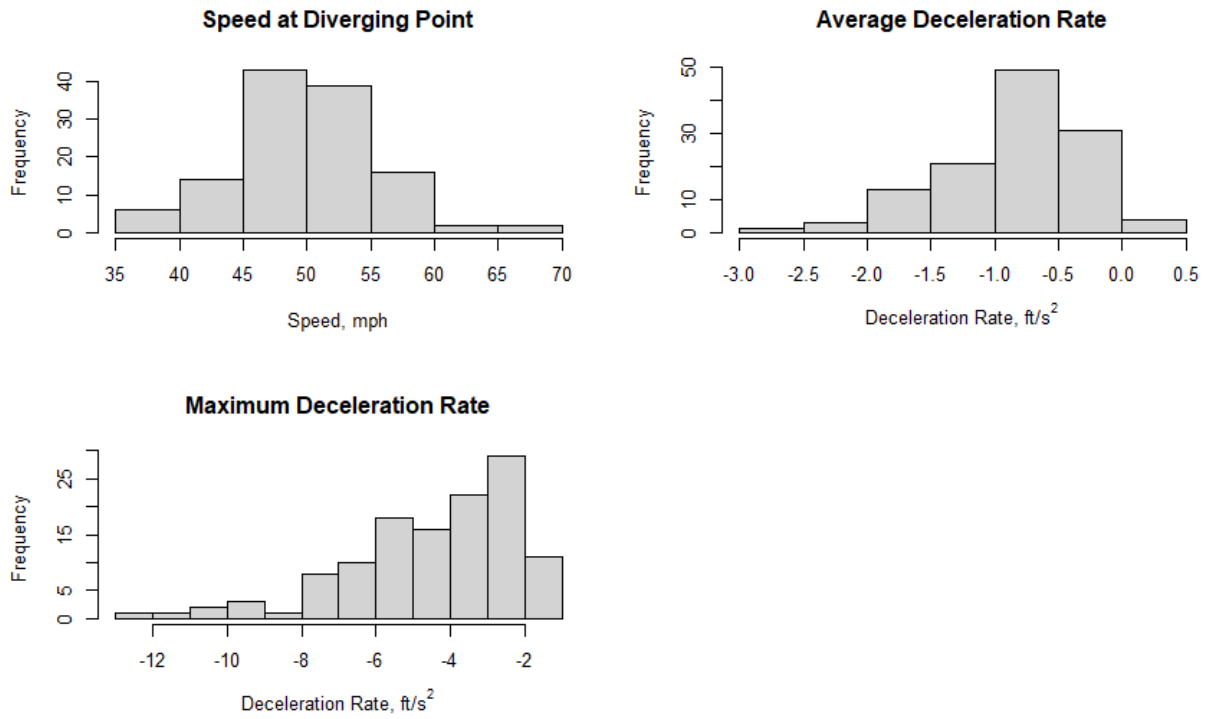 Speed at Diverging Point
Frequency
0 10 20 30 40
35 40 45 50 55 60 65 70
Speed, mph
Average Deceleration Rate
Frequency
0 10 30 50
-3.0 -2.5 -2.0 -1.5 -1.0 -0.5 0.0 0.5
Deceleration Rate, ft/s²
Maximum Deceleration Rate
Frequency
0 5 15 25
-12 -10 -8 -6 -4 -2
Deceleration Rate, ft/s²